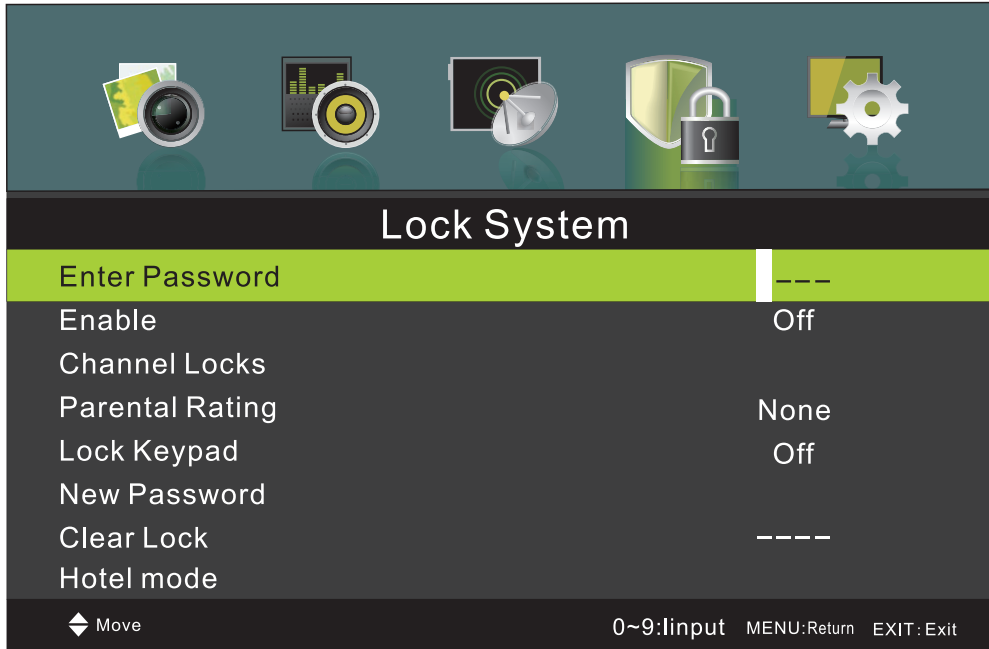 Lock System
Enter Password ---
Enable Off
Channel Locks
Parental Rating None
Lock Keypad Off
New Password
Clear Lock ----
Hotel mode
Move 0~9:Iinput MENU:Return EXIT:Exit